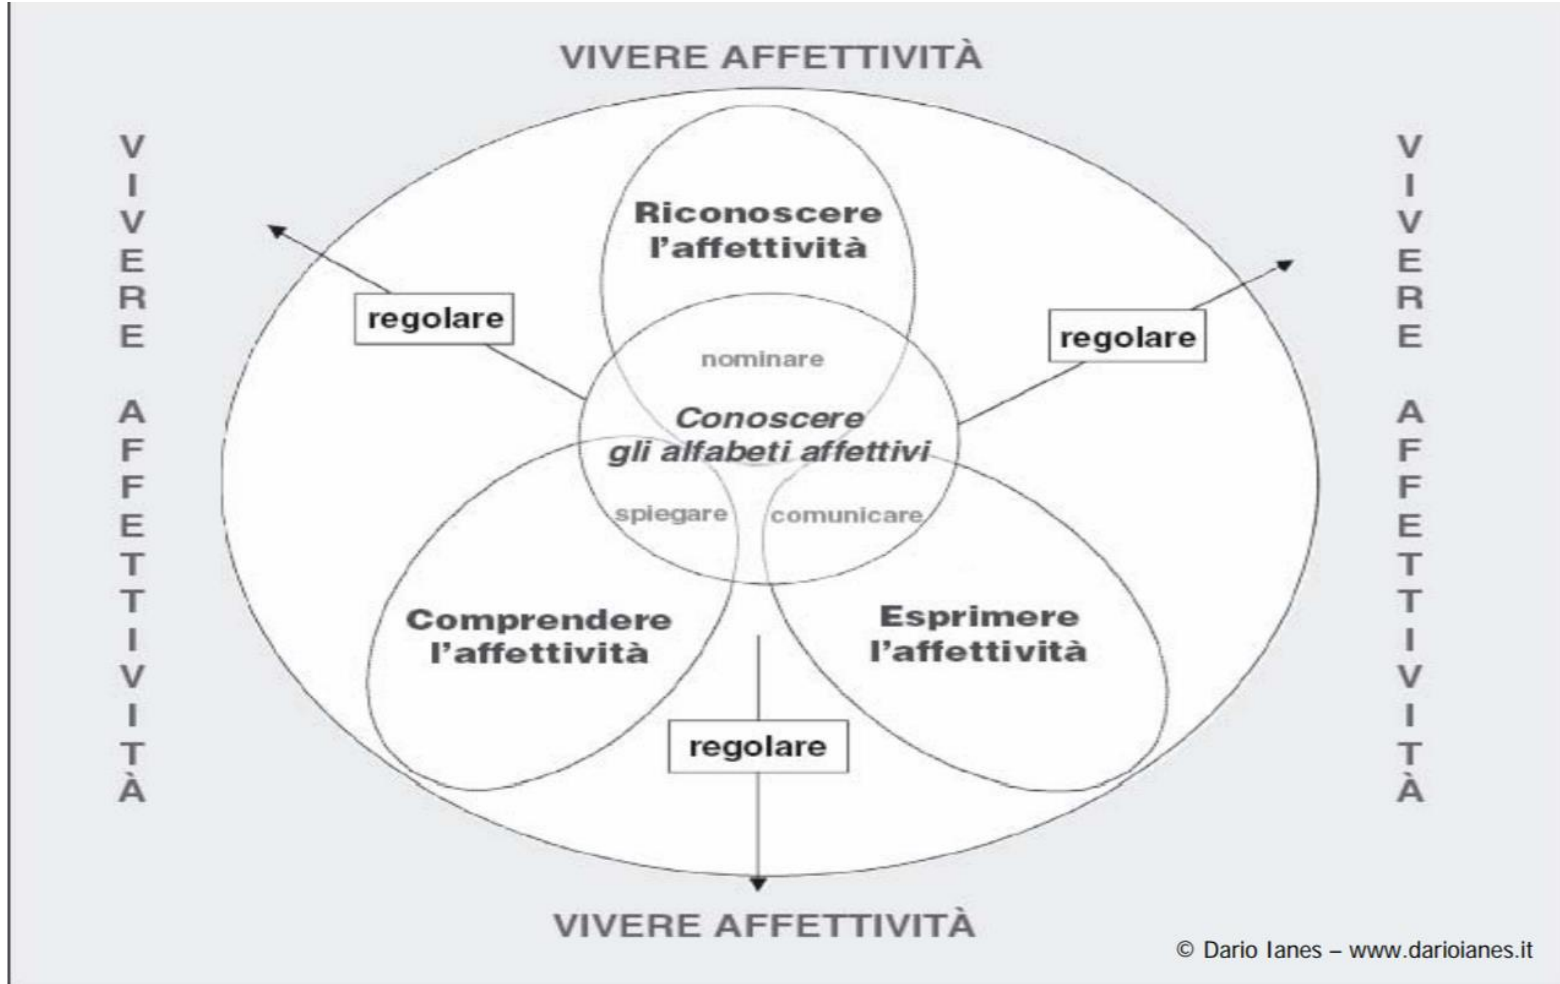 VIVERE AFFETTIVITÀ
VIVERE AFFETTIVITÀ
VIVERE AFFETTIVITÀ
Riconoscere
l'affettività
regolare
regolare
nominare
Conoscere
gli alfabeti affettivi
spiegare
comunicare
Comprendere
l'affettività
Esprimere
l'affettività
regolare
VIVERE AFFETTIVITÀ
© Dario Ianes – www.darioianes.it